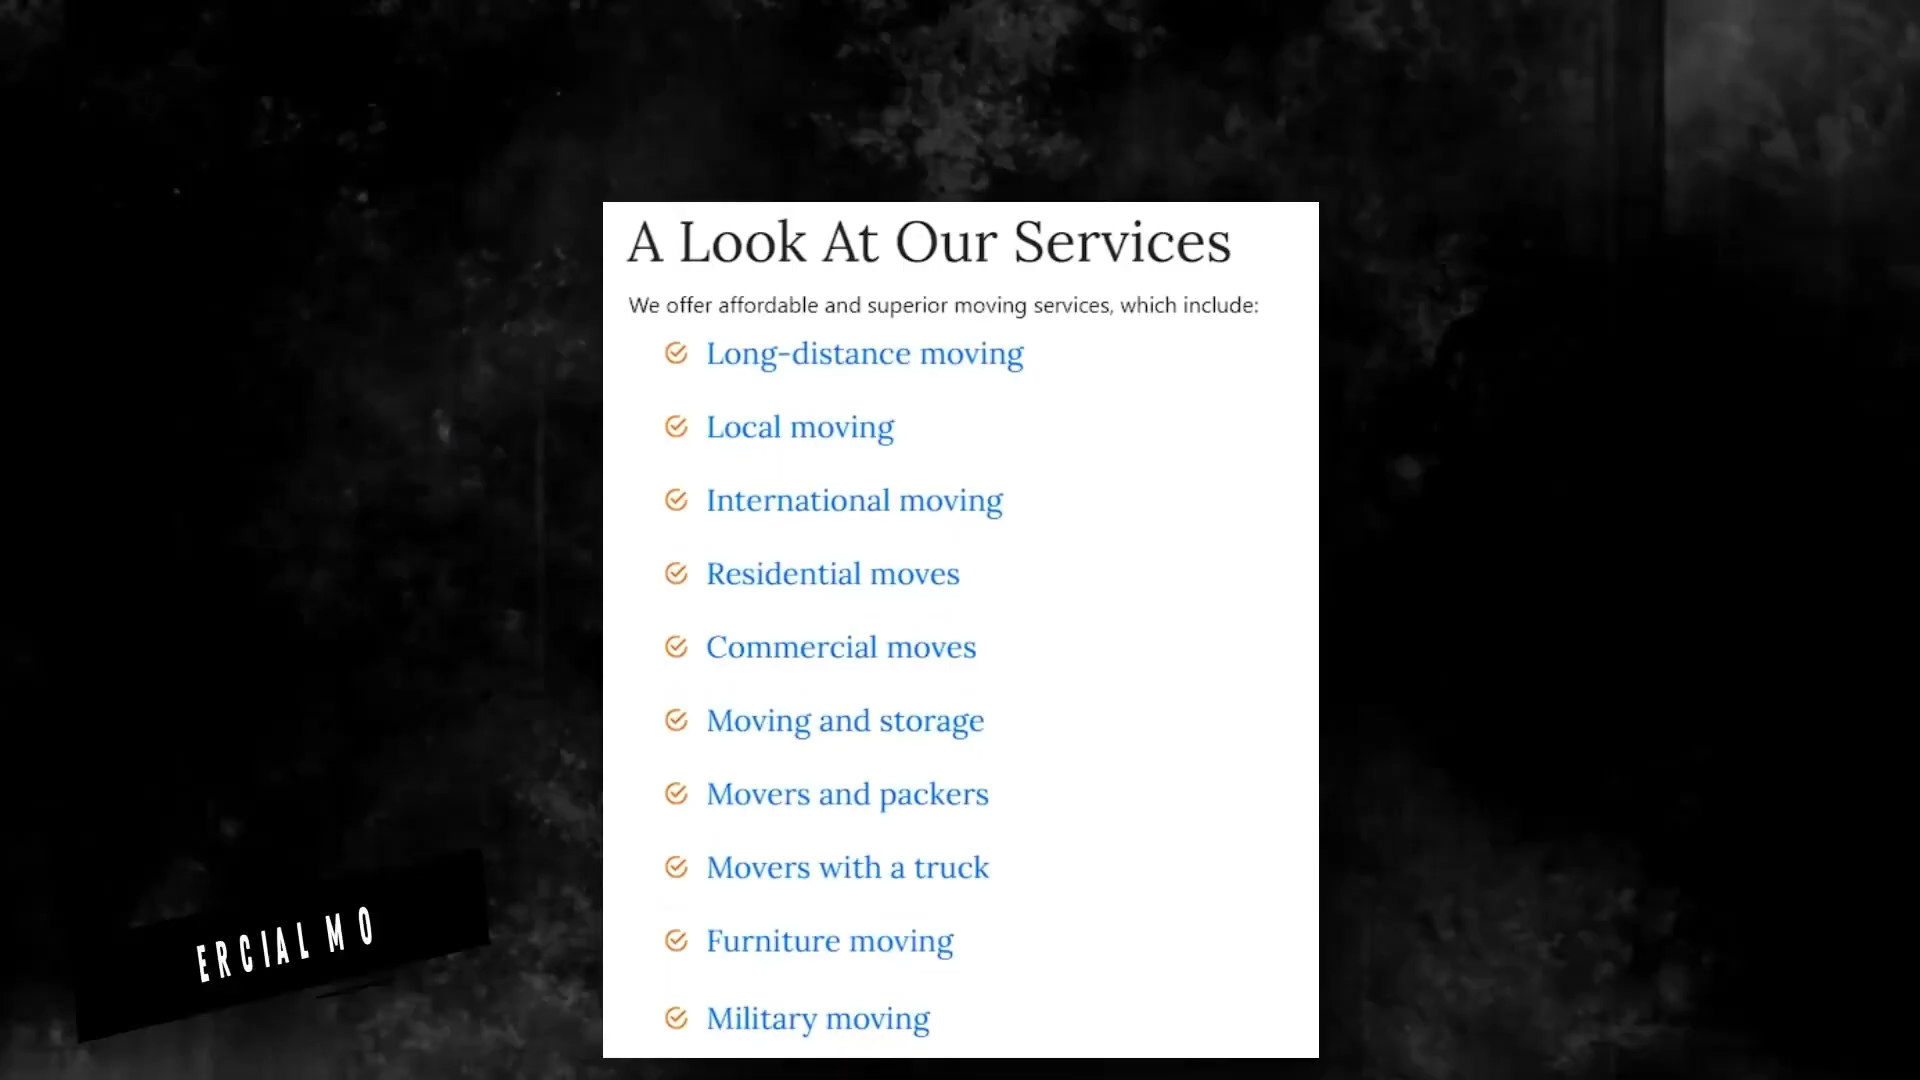 A Look At Our Services
We offer affordable and superior moving services, which include:
Long-distance moving
Local moving
International moving
Residential moves
Commercial moves
Moving and storage
Movers and packers
Movers with a truck
Furniture moving
Military moving
ERCIAL MO